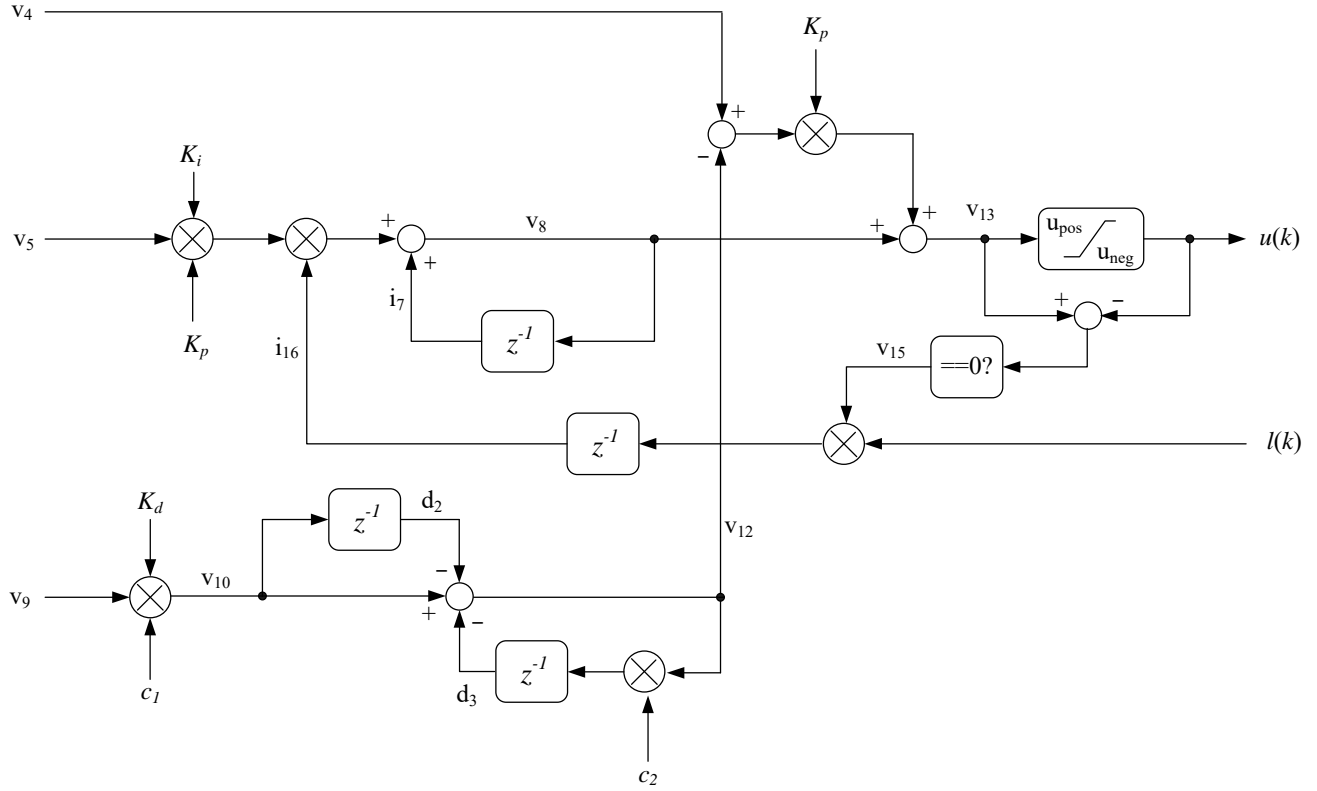 v4
Kp
Ki
v5
v8
v13
upos
uneg
u(k)
i7
z-1
Kp
i16
v15
==0?
z-1
l(k)
Kd
z-1
d2
v12
v10
v9
c1
d3
z-1
c2
+
−
+
+
+
+
+
−
−
+
−